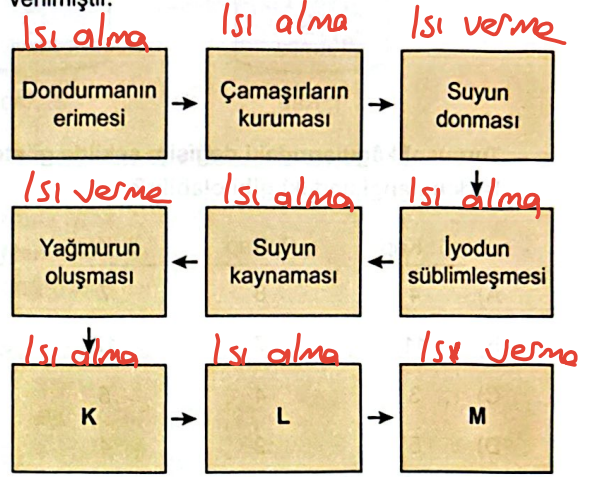 verilmiştir.
Isı alma
Isı alma
Isı verme
Dondurmanın
erimesi
Çamaşırların
kuruması
Suyun
donması
Isı verme
Isı alma
Isı alma
Yağmurun
oluşması
Suyun
kaynaması
İyodun
süblimleşmesi
Isı alma
Isı alma
Isı verme
K
L
M